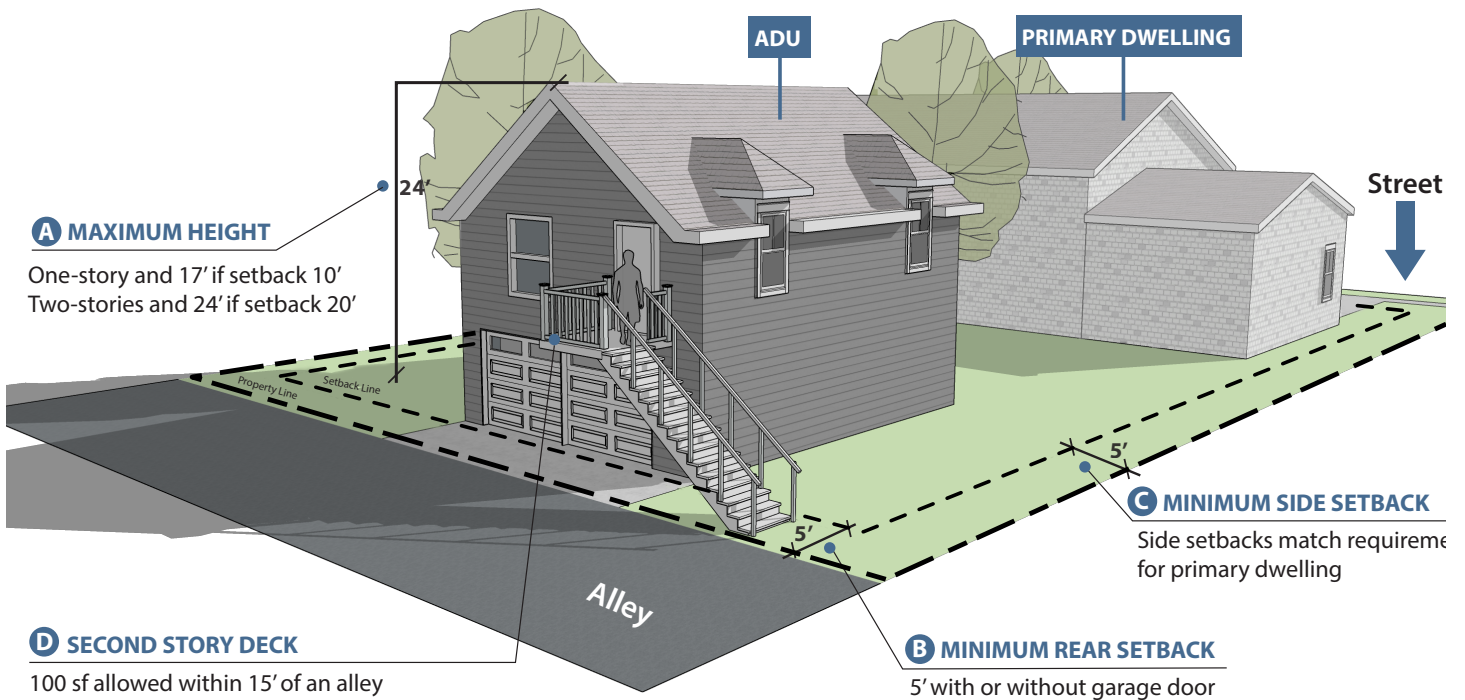 ADU
PRIMARY DWELLING
24'
Street
A MAXIMUM HEIGHT
One-story and 17' if setback 10'
Two-stories and 24' if setback 20'
Property Line
Setback Line
5'
C MINIMUM SIDE SETBACK
Side setbacks match requireme
for primary dwelling
5'
Alley
D SECOND STORY DECK
100 sf allowed within 15' of an alley
B MINIMUM REAR SETBACK
5' with or without garage door